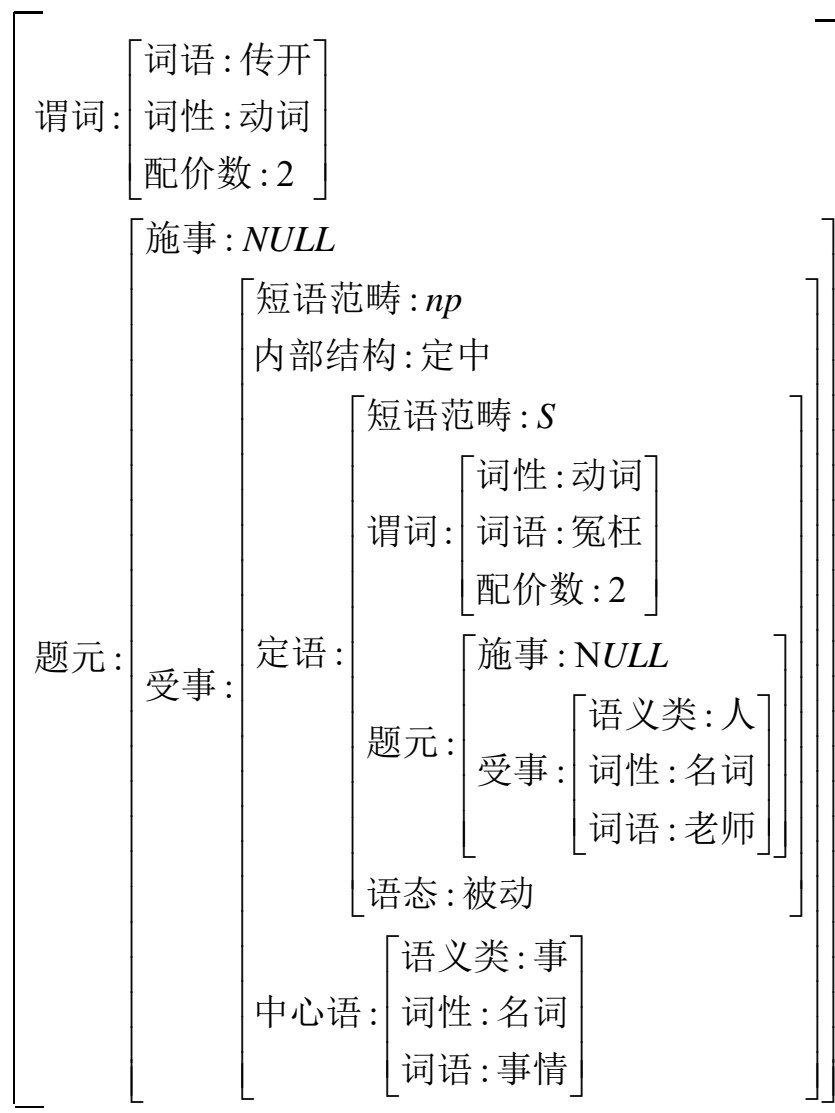 词语:传开
谓词: 词性:动词
配价数:2
施事:NULL
短语范畴:np
内部结构:定中
短语范畴:S
词性:动词
谓词: 词语:冤枉
配价数:2
题元: 受事: 定语: 施事:NULL
语义类:人
题元: 受事: 词性:名词
词语:老师
语态:被动
语义类:事
中心语: 词性:名词
词语:事情